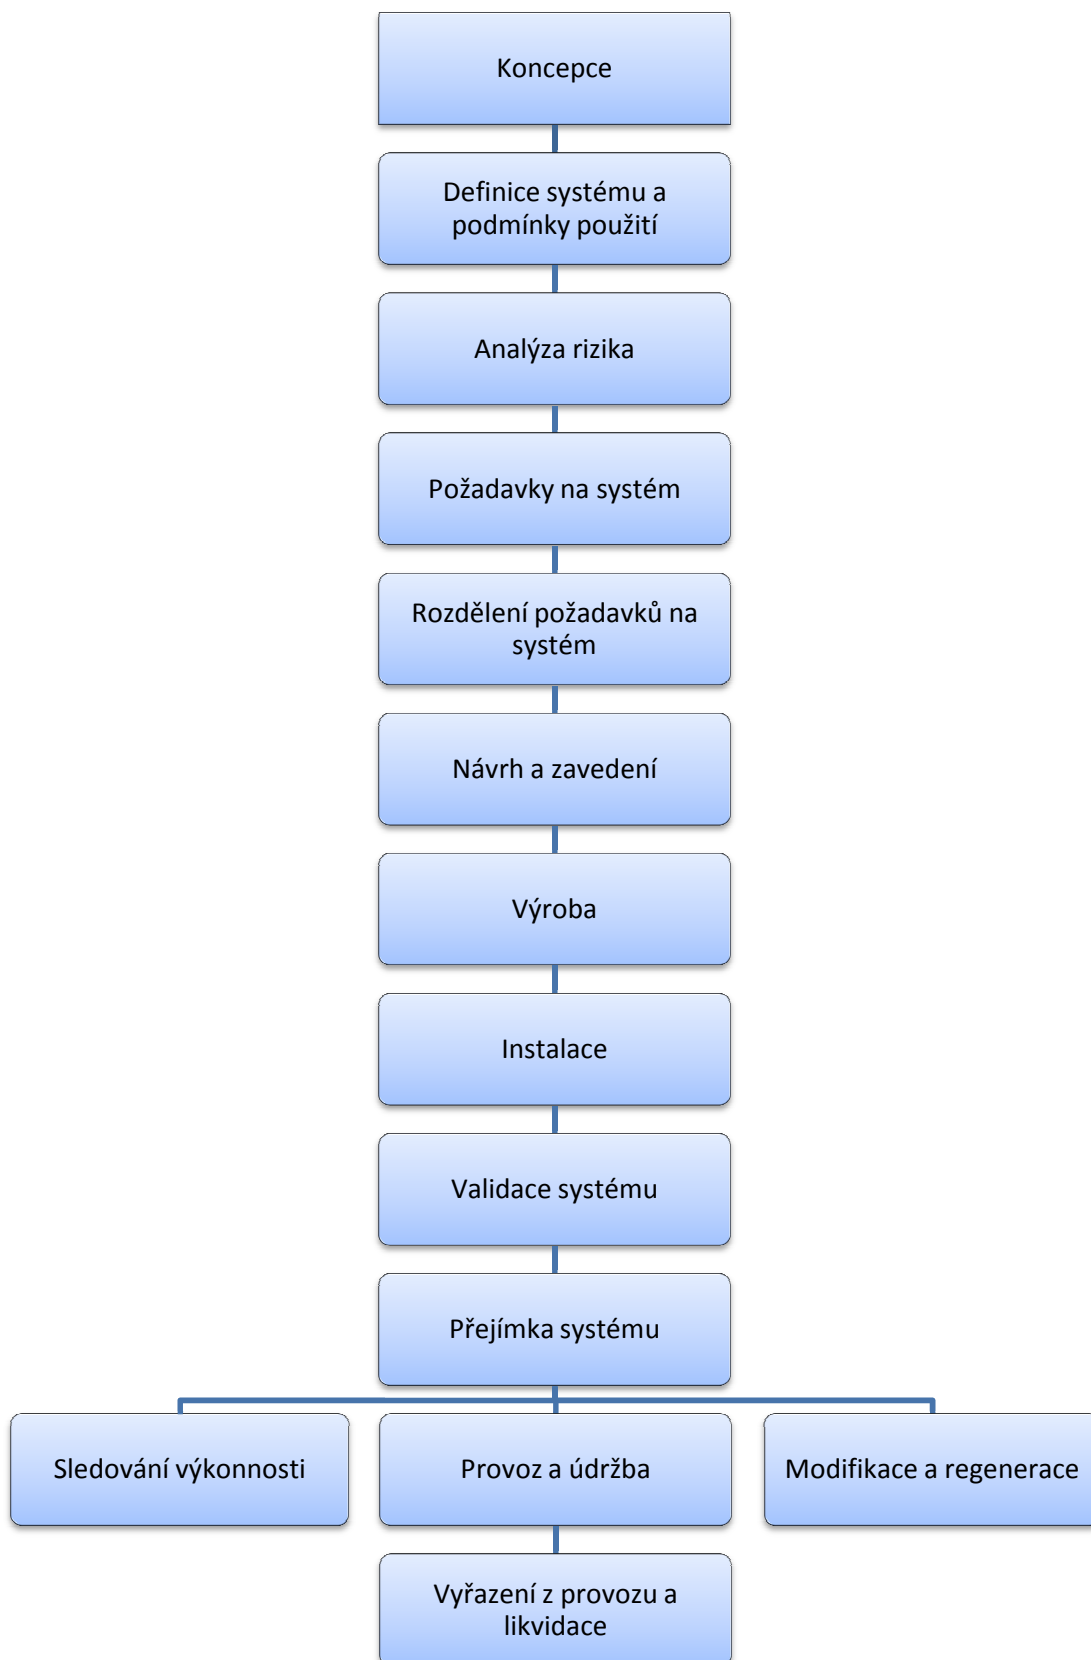 Koncepce
Definice systému a
podmínky použití
Analýza rizika
Požadavky na systém
Rozdělení požadavků na
systém
Návrh a zavedení
Výroba
Instalace
Validace systému
Přejímka systému
Sledování výkonnosti
Provoz a údržba
Modifikace a regenerace
Vyřazení z provozu a
likvidace